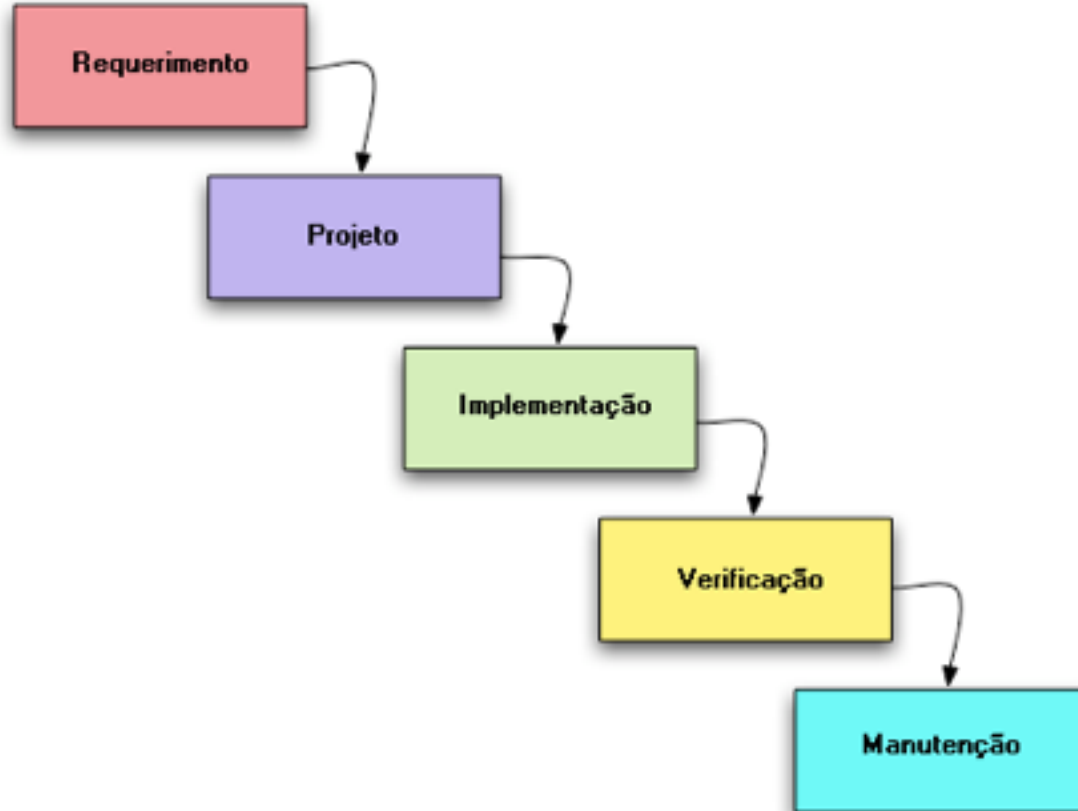 Requerimento
Projeto
Implementação
Verificação
Manutenção